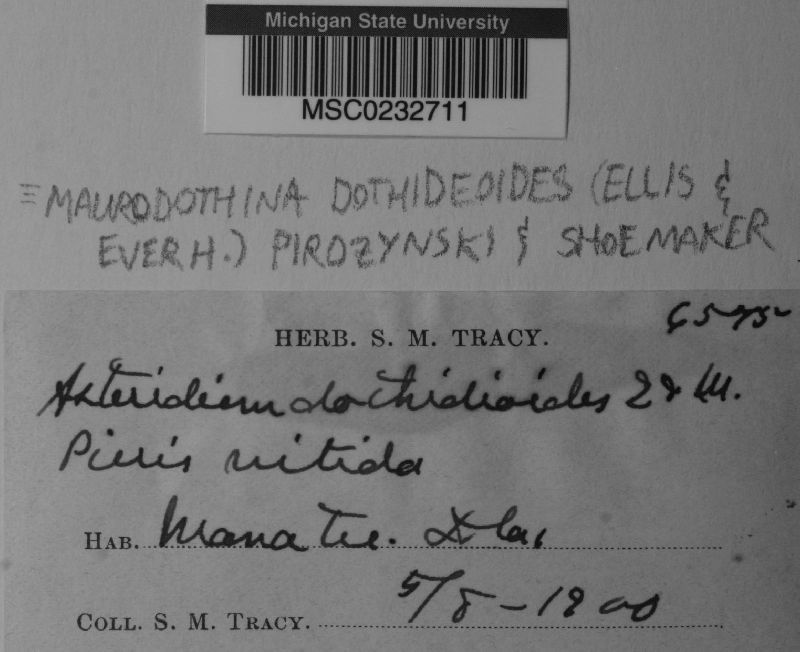 Michigan State University
MSC0232711
≡ MAURODOTHINA DOTHIDEOIDES (ELLIS &
EVERH.) PIROZYNSKI & SHOEMAKER
HERB. S. M. TRACY.
Asteridium dothidioides E & M.
Pieris nitida
HAB. Manatee. Fla,
5/8-1900
COLL. S. M. TRACY.